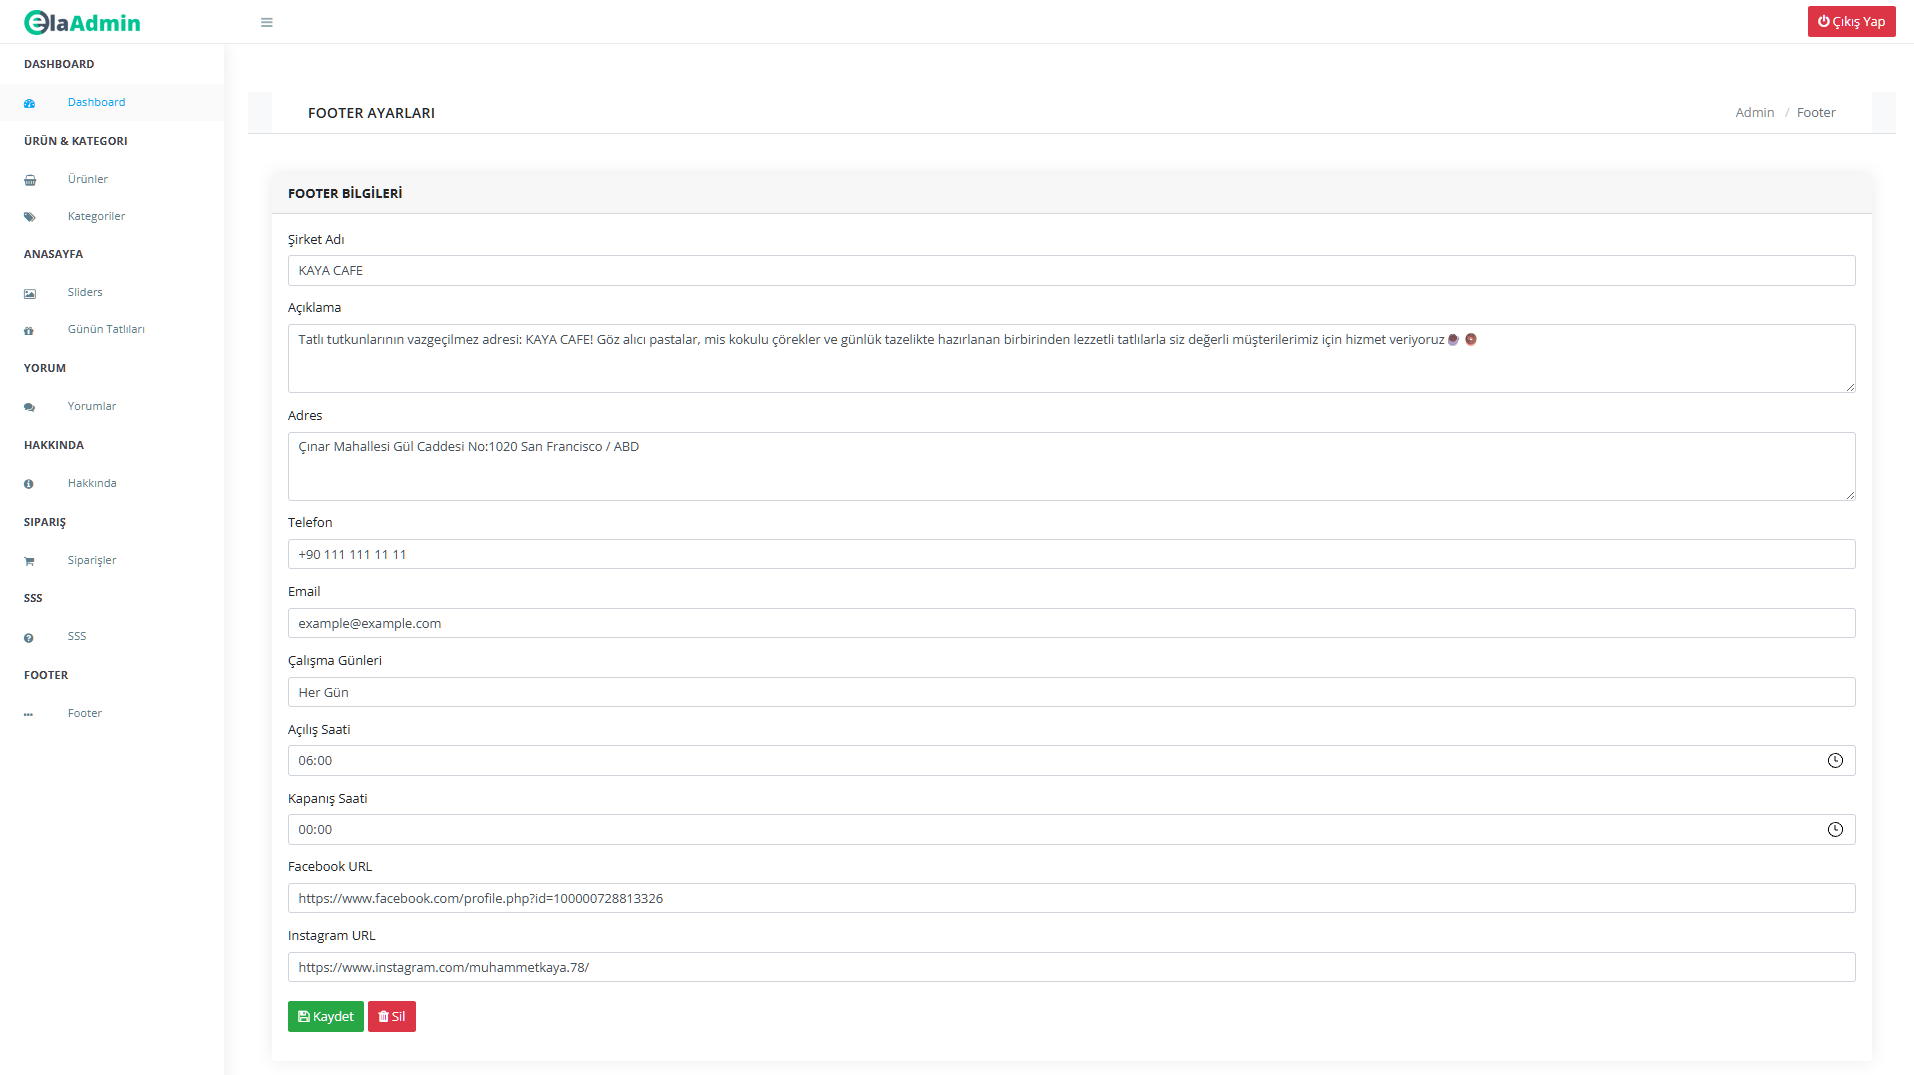 elaAdmin
Çıkış Yap
DASHBOARD
Dashboard
ÜRÜN & KATEGORI
Ürünler
Kategoriler
ANASAYFA
Sliders
Günün Tatlıları
YORUM
Yorumlar
HAKKINDA
Hakkında
SIPARIŞ
Siparişler
SSS
SSS
FOOTER
Footer
FOOTER AYARLARI
Admin / Footer
FOOTER BİLGİLERİ
Şirket Adı
KAYA CAFE
Açıklama
Tatlı tutkunlarının vazgeçilmez adresi: KAYA CAFE! Göz alıcı pastalar, mis kokulu çörekler ve günlük tazelikte hazırlanan birbirinden lezzetli tatlılarla siz değerli müşterilerimiz için hizmet veriyoruz
Adres
Çınar Mahallesi Gül Caddesi No:1020 San Francisco / ABD
Telefon
+90 111 111 11 11
Email
example@example.com
Çalışma Günleri
Her Gün
Açılış Saati
06:00
Kapanış Saati
00:00
Facebook URL
https://www.facebook.com/profile.php?id=100000728813326
Instagram URL
https://www.instagram.com/muhammetkaya.78/
Kaydet Sil